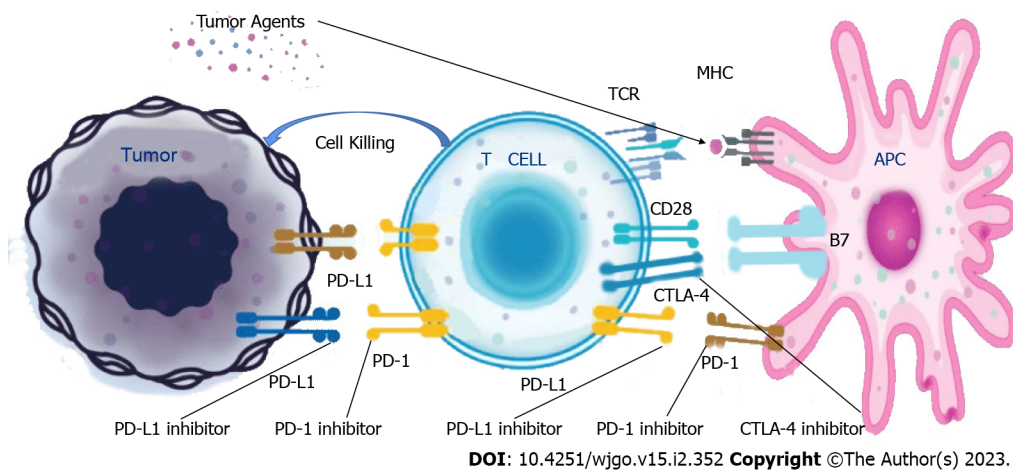 Tumor Agents
MHC
TCR
Cell Killing
Tumor
T CELL
APC
CD28
B7
PD-L1
CTLA-4
PD-1
PD-1
PD-L1
PD-L1
PD-L1 inhibitor
PD-1 inhibitor
PD-L1 inhibitor
PD-1 inhibitor
CTLA-4 inhibitor
DOI: 10.4251/wjgo.v15.i2.352 Copyright ©The Author(s) 2023.